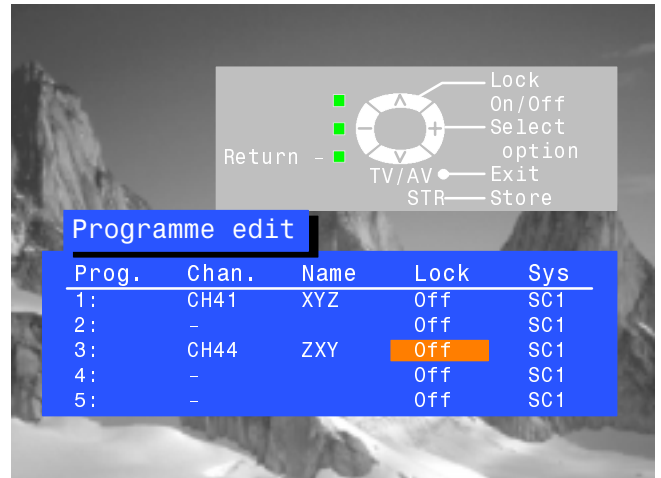 Lock
On/Off
Select
option
Return
TV/AV
Exit
STR
Store
Programme edit
Prog. Chan. Name Lock Sys
1: CH41 XYZ Off SC1
2: - Off SC1
3: CH44 ZXY Off SC1
4: - Off SC1
5: - Off SC1